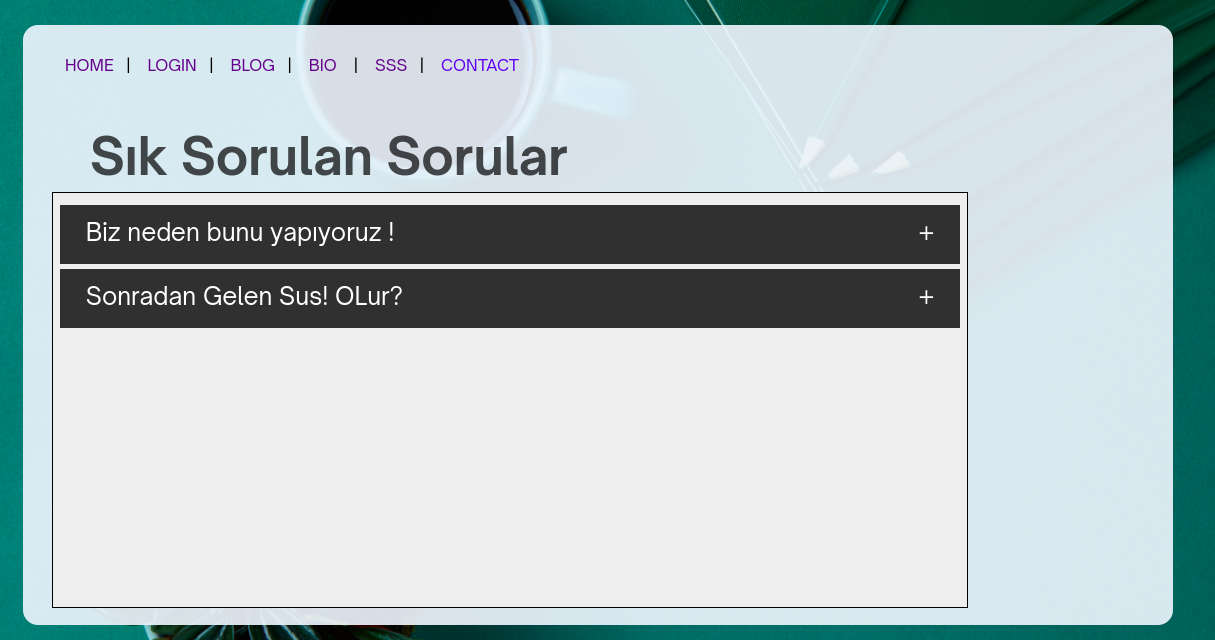 HOME | LOGIN | BLOG | BIO | SSS | CONTACT
Sık Sorulan Sorular
Biz neden bunu yapıyoruz ! +
Sonradan Gelen Sus! OLur? +